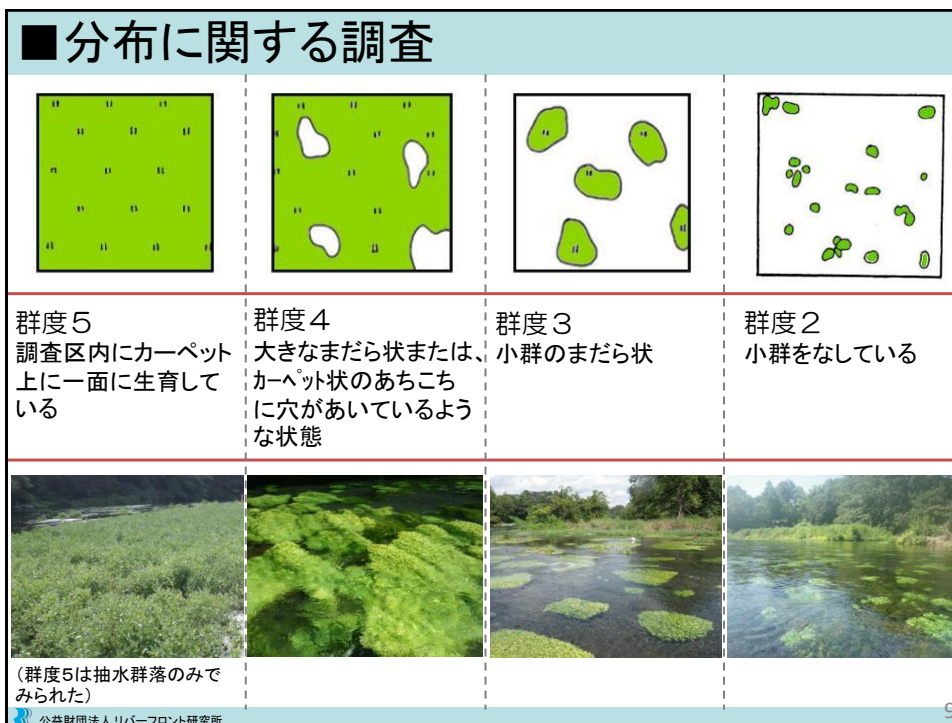 ■分布に関する調査
群度５
調査区内にカーペット
上に一面に生育して
いる
群度４
大きなまだら状または、
ｶｰﾍﾟｯﾄ状のあちこち
に穴があいているよう
な状態
群度３
小群のまだら状
群度２
小群をなしている
(群度5は抽水群落のみで
みられた)
公益財団法人 リバーフロント研究所
9